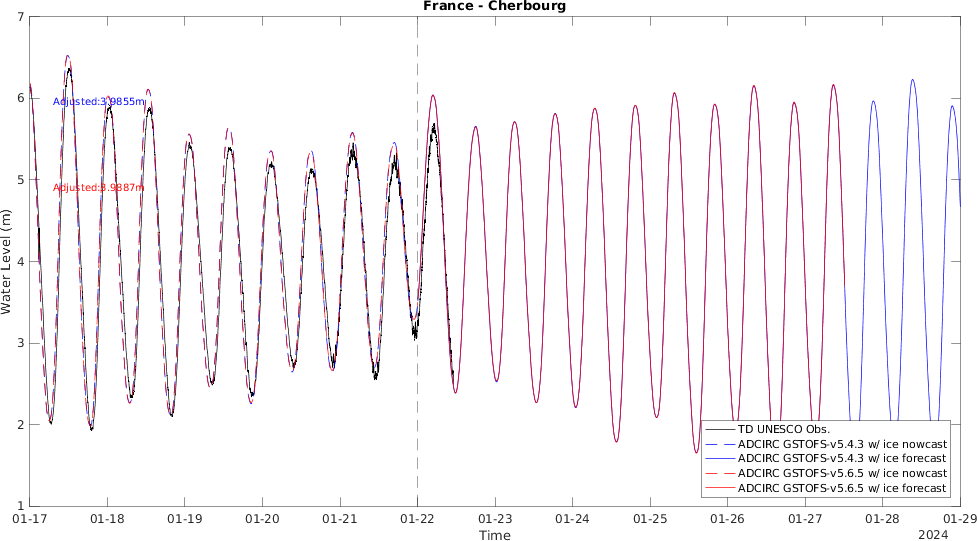 France - Cherbourg
7
6
5
4
3
2
1
Water Level (m)
Adjusted:3.9855m
Adjusted:3.9887m
TD UNESCO Obs.
ADCIRC GSTOFS-v5.4.3 w/ ice nowcast
ADCIRC GSTOFS-v5.4.3 w/ ice forecast
ADCIRC GSTOFS-v5.6.5 w/ ice nowcast
ADCIRC GSTOFS-v5.6.5 w/ ice forecast
01-17 01-18 01-19 01-20 01-21 01-22 01-23 01-24 01-25 01-26 01-27 01-28 01-29
Time
2024